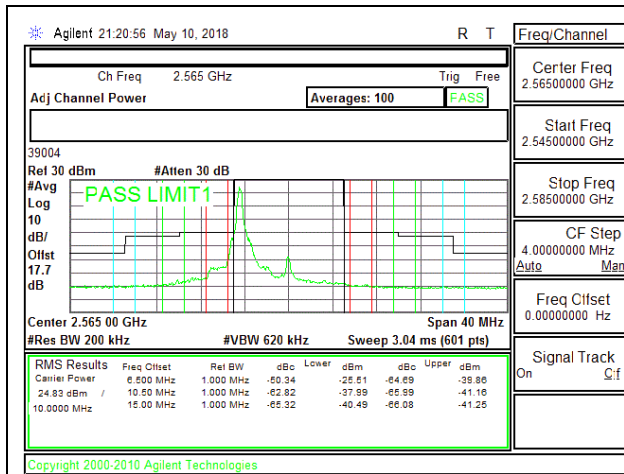 Agilent 21:20:56 May 10, 2018 R T
Ch Freq 2.565 GHz Trig Free
Adj Channel Power Averages: 100 PASS
39004
Ref 30 dBm #Atten 30 dB
#Avg
Log
10
dB/
Offst
17.7
dB
PASS LIMIT1
Center 2.565 00 GHz Span 40 MHz
#Res BW 200 kHz #VBW 620 kHz Sweep 3.04 ms (601 pts)
RMS Results Freq Offset Ref BW dBc Lower dBm dBc Upper dBm
Carrier Power 6.500 MHz 1.000 MHz -50.34 -25.51 -64.69 -39.86
24.83 dBm / 10.50 MHz 1.000 MHz -62.82 -37.99 -65.99 -41.16
10.0000 MHz 15.00 MHz 1.000 MHz -65.32 -40.49 -66.08 -41.25
Copyright 2000-2010 Agilent Technologies
Freq/Channel
Center Freq
2.56500000 GHz
Start Freq
2.54500000 GHz
Stop Freq
2.58500000 GHz
CF Step
4.00000000 MHz
Auto Man
Freq Offset
0.00000000 Hz
Signal Track
On Off